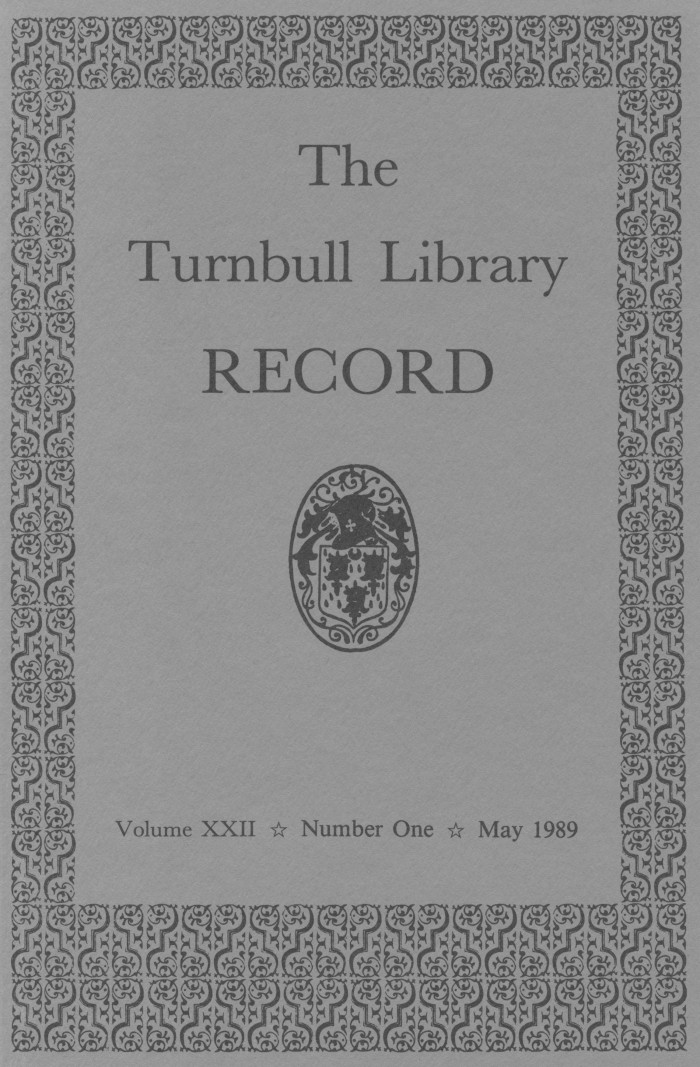 The
Turnbull Library
RECORD
Volume XXII ☆ Number One ☆ May 1989